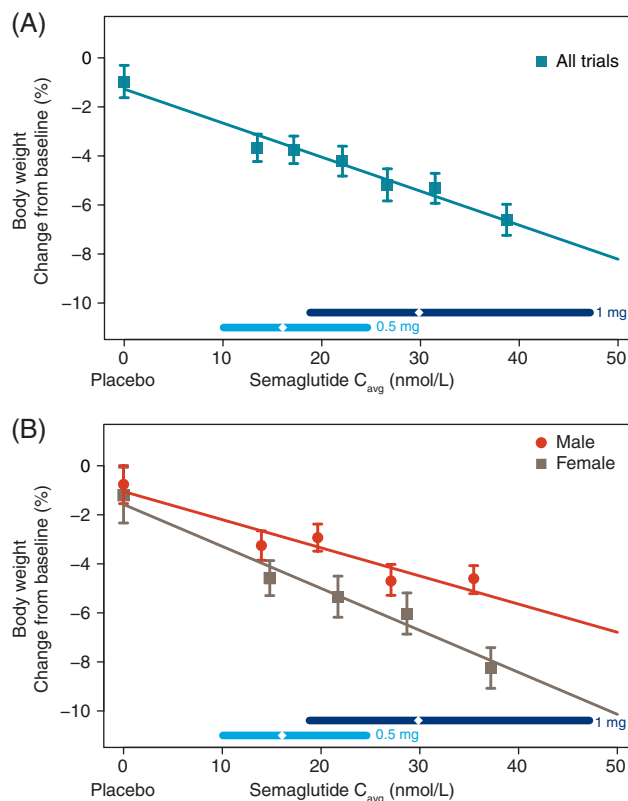 (A)
All trials
Body weight
Change from baseline (%)
0
−2
−4
−6
−8
−10
1 mg
0.5 mg
0
10
20
30
40
50
Placebo
Semaglutide Cavg (nmol/L)
(B)
Male
Female
Body weight
Change from baseline (%)
0
−2
−4
−6
−8
−10
1 mg
0.5 mg
0
10
20
30
40
50
Placebo
Semaglutide Cavg (nmol/L)